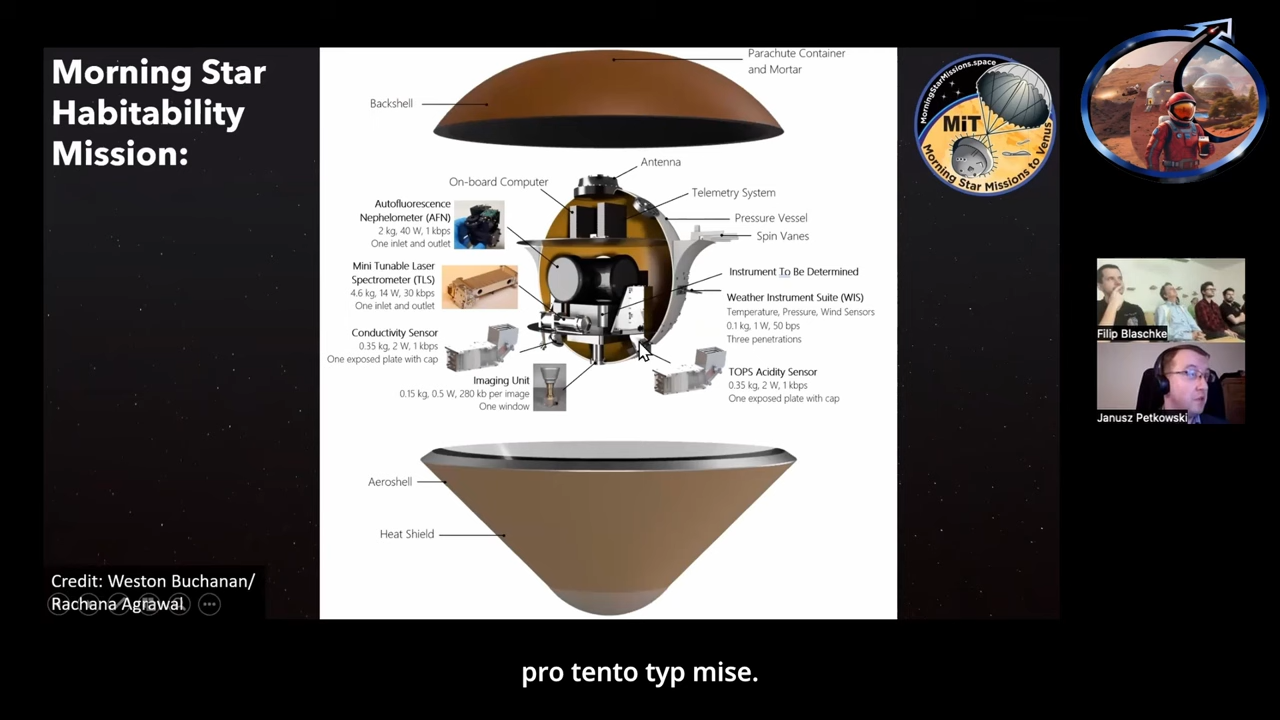 Morning Star
Habitability
Mission:
Parachute Container
and Mortar
Backshell
Antenna
On-board Computer
Telemetry System
Autofluorescence
Nephelometer (AFN)
2 kg, 40 W, 1 kbps
One inlet and outlet
Pressure Vessel
Spin Vanes
Mini Tunable Laser
Spectrometer (TLS)
4.6 kg, 14 W, 30 kbps
One inlet and outlet
Instrument To Be Determined
Weather Instrument Suite (WIS)
Temperature, Pressure, Wind Sensors
0.1 kg, 1 W, 50 bps
Three penetrations
Conductivity Sensor
0.35 kg, 2 W, 1 kbps
One exposed plate with cap
Imaging Unit
0.15 kg, 0.5 W, 280 kb per image
One window
TOPS Acidity Sensor
0.35 kg, 2 W, 1 kbps
One exposed plate with cap
Aeroshell
Heat Shield
Credit: Weston Buchanan/
Rachana Agrawal
MorningStarMissions.space
MiT
Morning Star Missions to Venus
Filip Blaschke
Janusz Petkowski
pro tento typ mise.